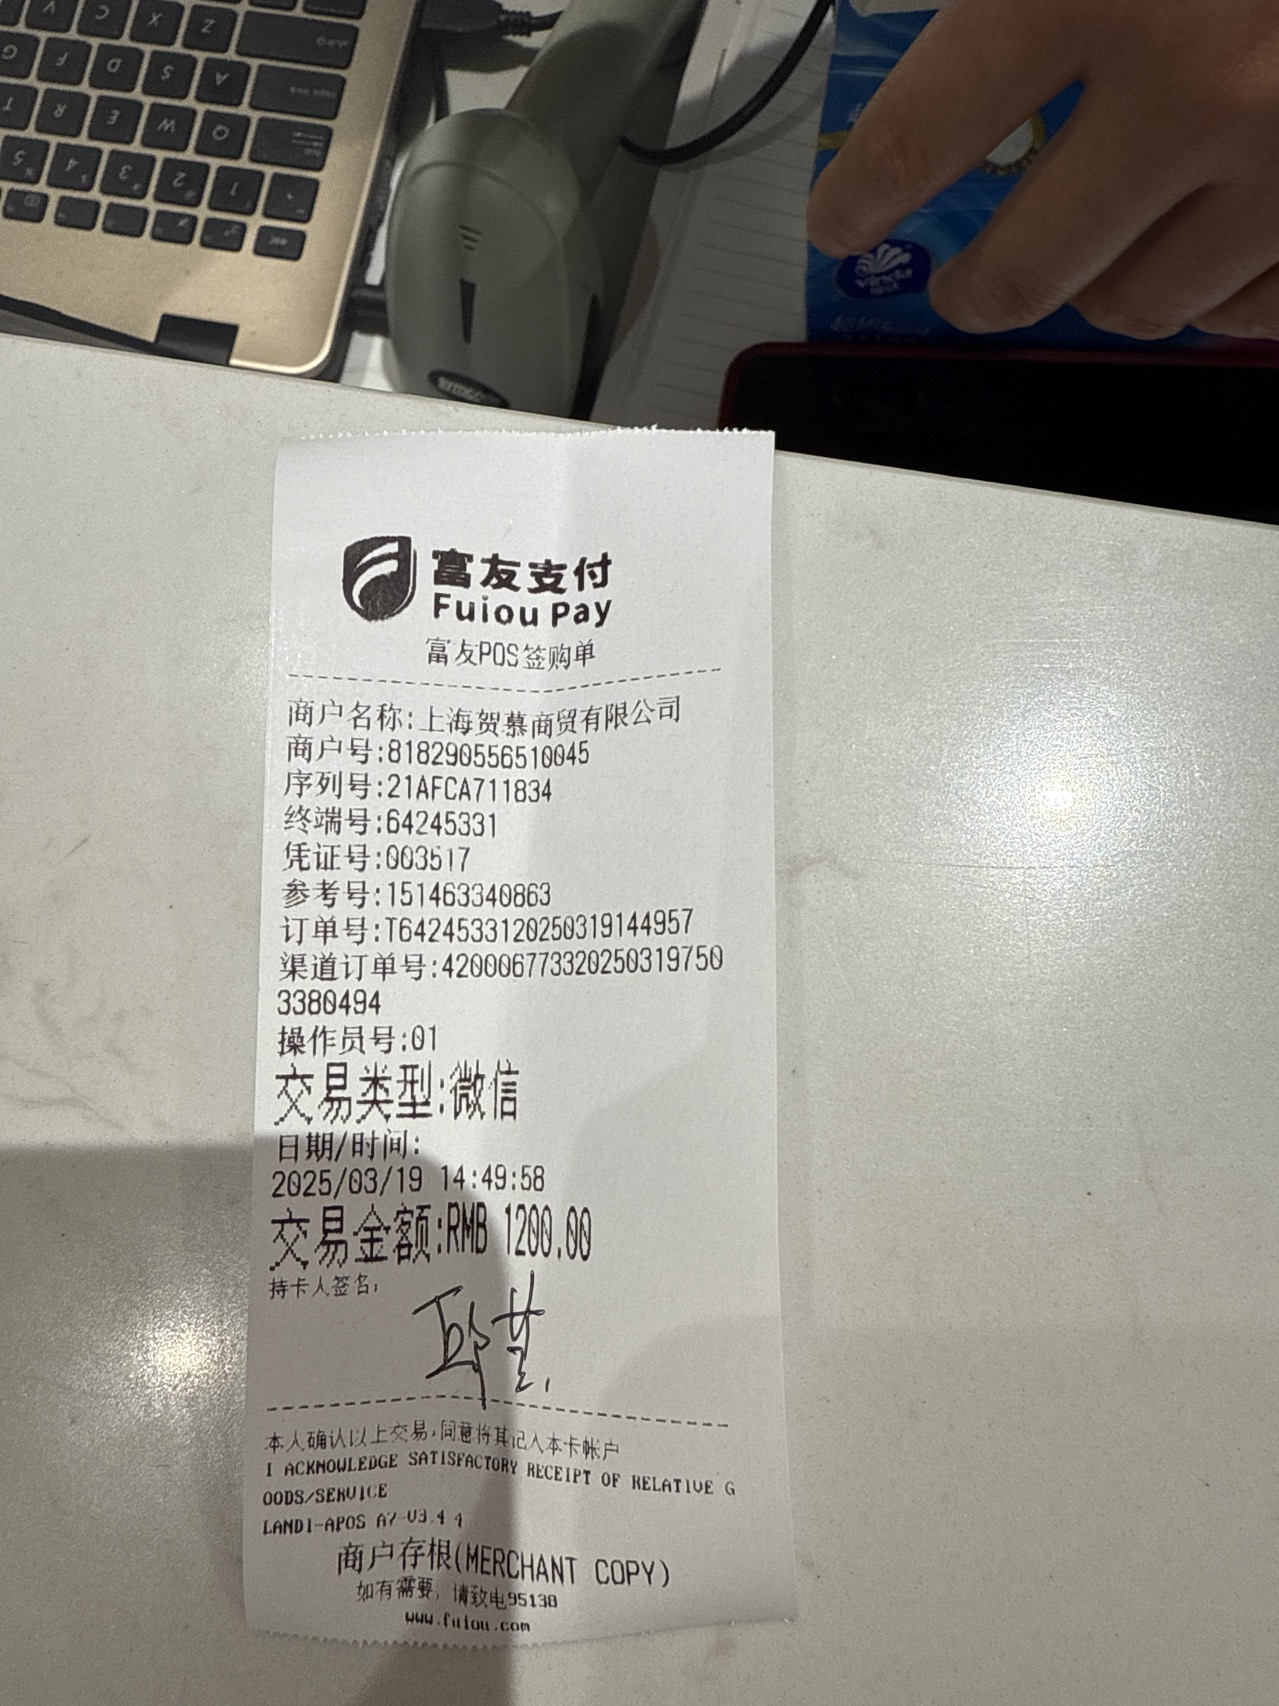 Vinda
富友支付
Fuiou Pay
富友POS签购单
商户名称:上海贺慕商贸有限公司
商户号:818290556510045
序列号:21AFCA711834
终端号:64245331
凭证号:003517
参考号:151463340863
订单号:T6424533120250319144957
渠道订单号:420006773320250319750
3380494
操作员号:01
交易类型:微信
日期/时间:
2025/03/19 14:49:58
交易金额:RMB 1200.00
持卡人签名:
本人确认以上交易,同意将其记入本卡帐户
I ACKNOWLEDGE SATISFACTORY RECEIPT OF RELATIVE G
OODS/SERVICE
LANDI-APOS A7-V3.4 4
商户存根(MERCHANT COPY)
如有需要, 请致电95138
www.fuiou.com